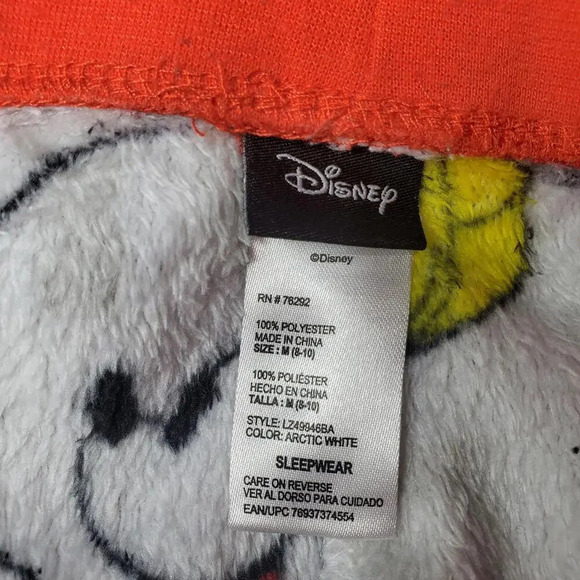 Disney
©Disney
RN # 76292
100% POLYESTER
MADE IN CHINA
SIZE : M (8-10)
100% POLIÉSTER
HECHO EN CHINA
TALLA : M (8-10)
STYLE: LZ49946BA
COLOR: ARCTIC WHITE
SLEEPWEAR
CARE ON REVERSE
VER AL DORSO PARA CUIDADO
EAN/UPC 76937374554